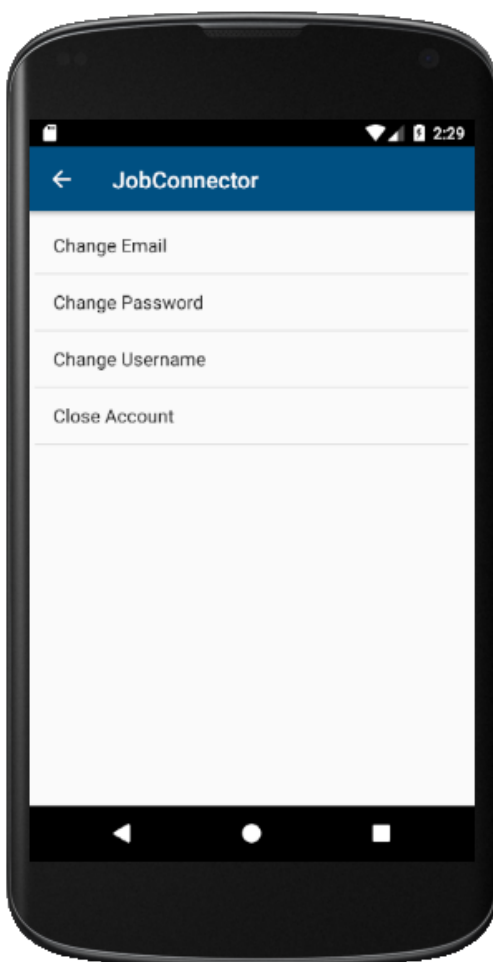 2:29
JobConnector
Change Email
Change Password
Change Username
Close Account